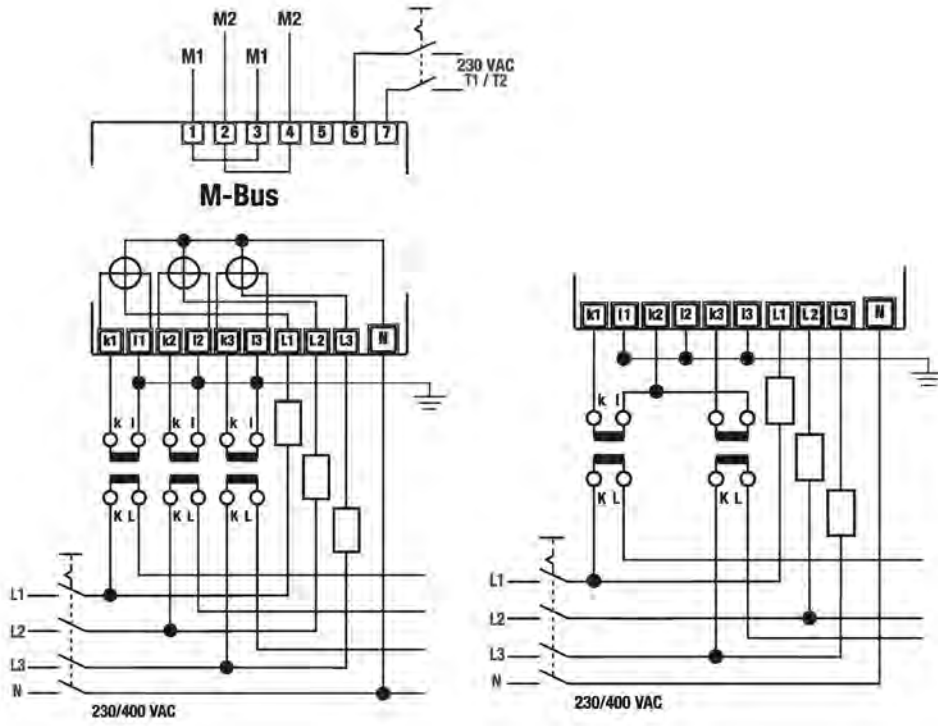 M2 M2
M1 M1
230 VAC
T1 / T2
1 2 3 4 5 6 7
M-Bus
k1 l1 k2 l2 k3 l3 L1 L2 L3 N
k l k l k l
K L K L K L
L1
L2
L3
N
230/400 VAC
k1 l1 k2 l2 k3 l3 L1 L2 L3 N
k l
K L K L
L1
L2
L3
N
230/400 VAC